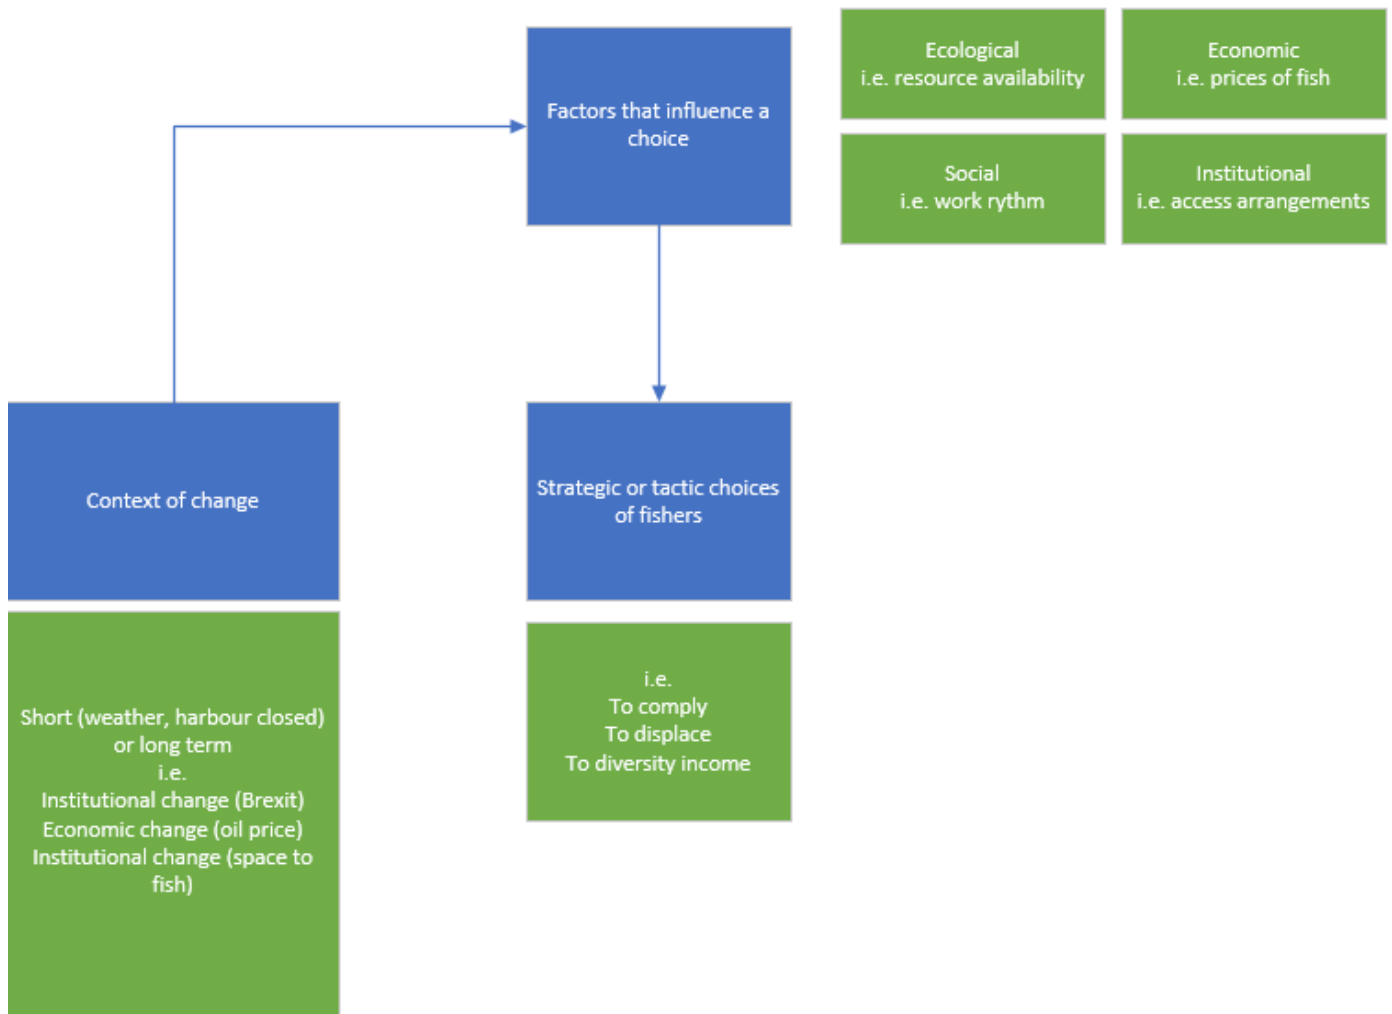 Factors that influence a
choice
Ecological
i.e. resource availability
Economic
i.e. prices of fish
Social
i.e. work rythm
Institutional
i.e. access arrangements
Context of change
Strategic or tactic choices
of fishers
Short (weather, harbour closed)
or long term
i.e.
Institutional change (Brexit)
Economic change (oil price)
Institutional change (space to
fish)
i.e.
To comply
To displace
To diversity income